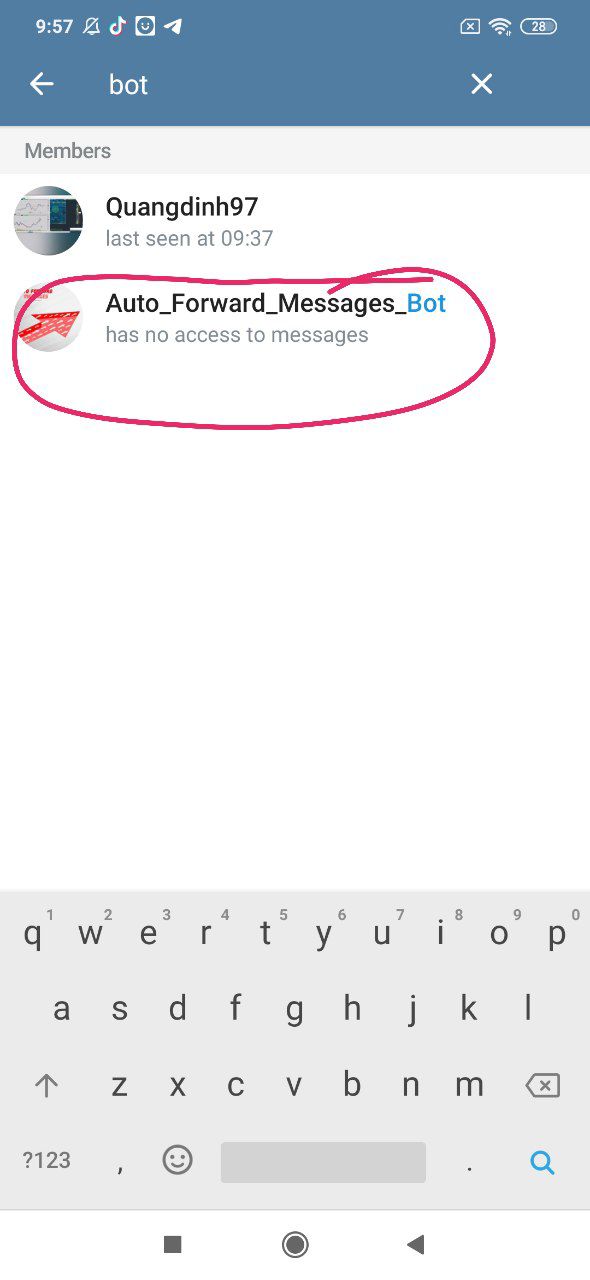 9:57
28
bot
Members
Quangdinh97
last seen at 09:37
Auto_Forward_Messages_Bot
has no access to messages
1 2 3 4 5 6 7 8 9 0
q w e r t y u i o p
a s d f g h j k l
z x c v b n m
?123 , .